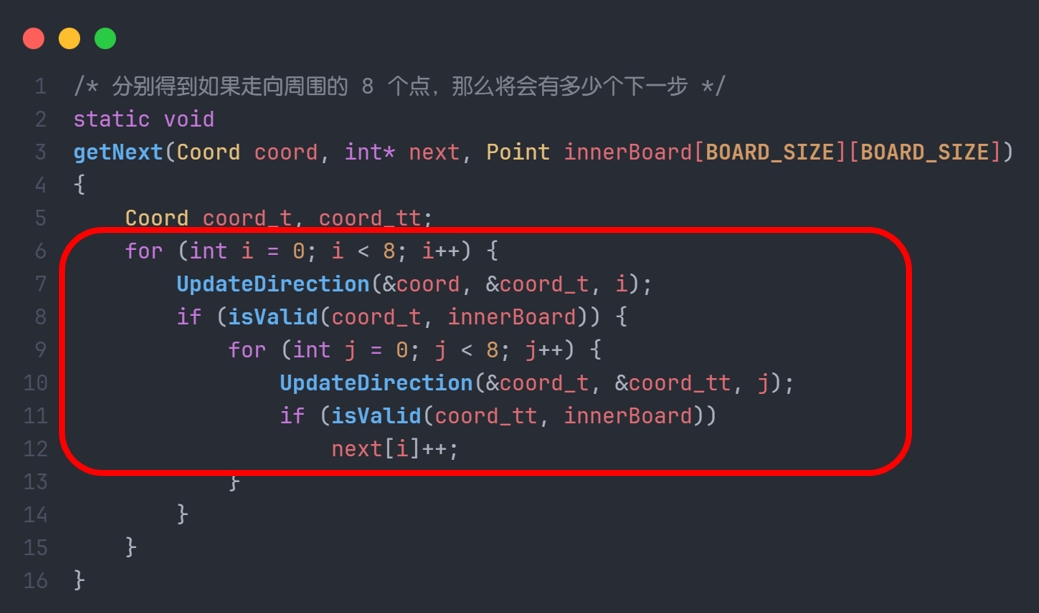 1 /* 分别得到如果走向周围的 8 个点，那么将会有多少个下一步 */
2 static void
3 getNext(Coord coord, int* next, Point innerBoard[BOARD_SIZE][BOARD_SIZE])
4 {
5     Coord coord_t, coord_tt;
6     for (int i = 0; i < 8; i++) {
7         UpdateDirection(&coord, &coord_t, i);
8         if (isValid(coord_t, innerBoard)) {
9             for (int j = 0; j < 8; j++) {
10                 UpdateDirection(&coord_t, &coord_tt, j);
11                 if (isValid(coord_tt, innerBoard))
12                     next[i]++;
13             }
14         }
15     }
16 }